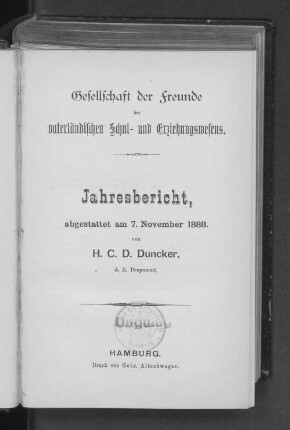 Gesellschaft der Freunde
des
vaterländischen Schul- und Erziehungswesens.
Jahresbericht,
abgestattet am 7. November 1888.
von
H. C. D. Duncker,
d. Z. Proponent.
HAMBURG.
Druck von Gebr. Altschwager.